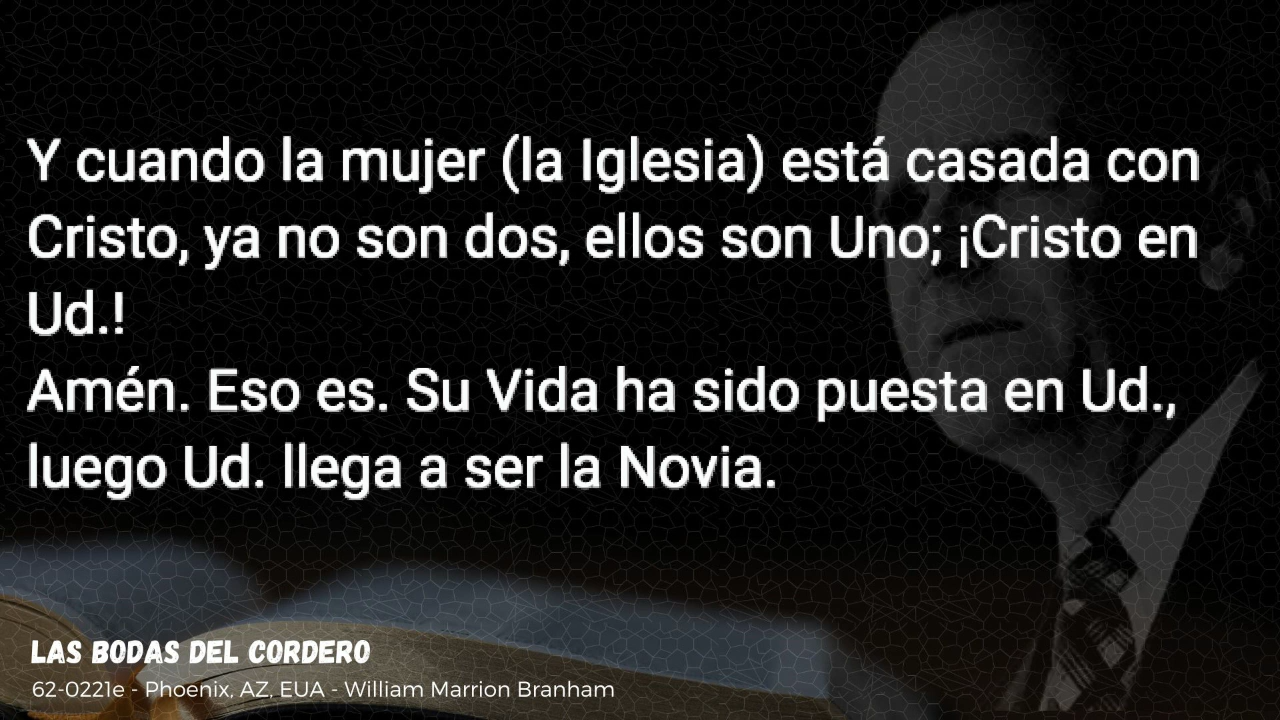 Y cuando la mujer (la Iglesia) está casada con
Cristo, ya no son dos, ellos son Uno; ¡Cristo en
Ud.!
Amén. Eso es. Su Vida ha sido puesta en Ud.,
luego Ud. llega a ser la Novia.
LAS BODAS DEL CORDERO
62-0221e - Phoenix, AZ, EUA - William Marrion Branham